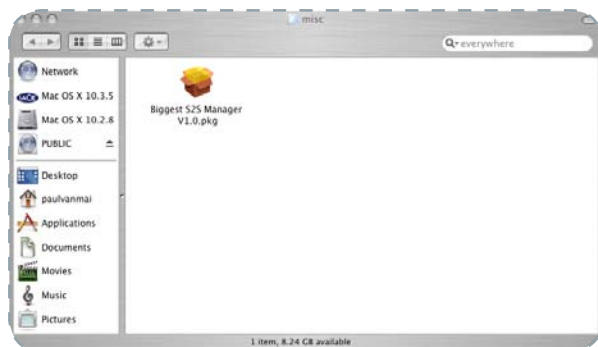 misc
everywhere
Network
Mac OS X 10.3.5
Mac OS X 10.2.8
PUBLIC
Desktop
paulvanmai
Applications
Documents
Movies
Music
Pictures
Biggest S2S Manager
V1.0.pkg
1 item, 8.24 GB available